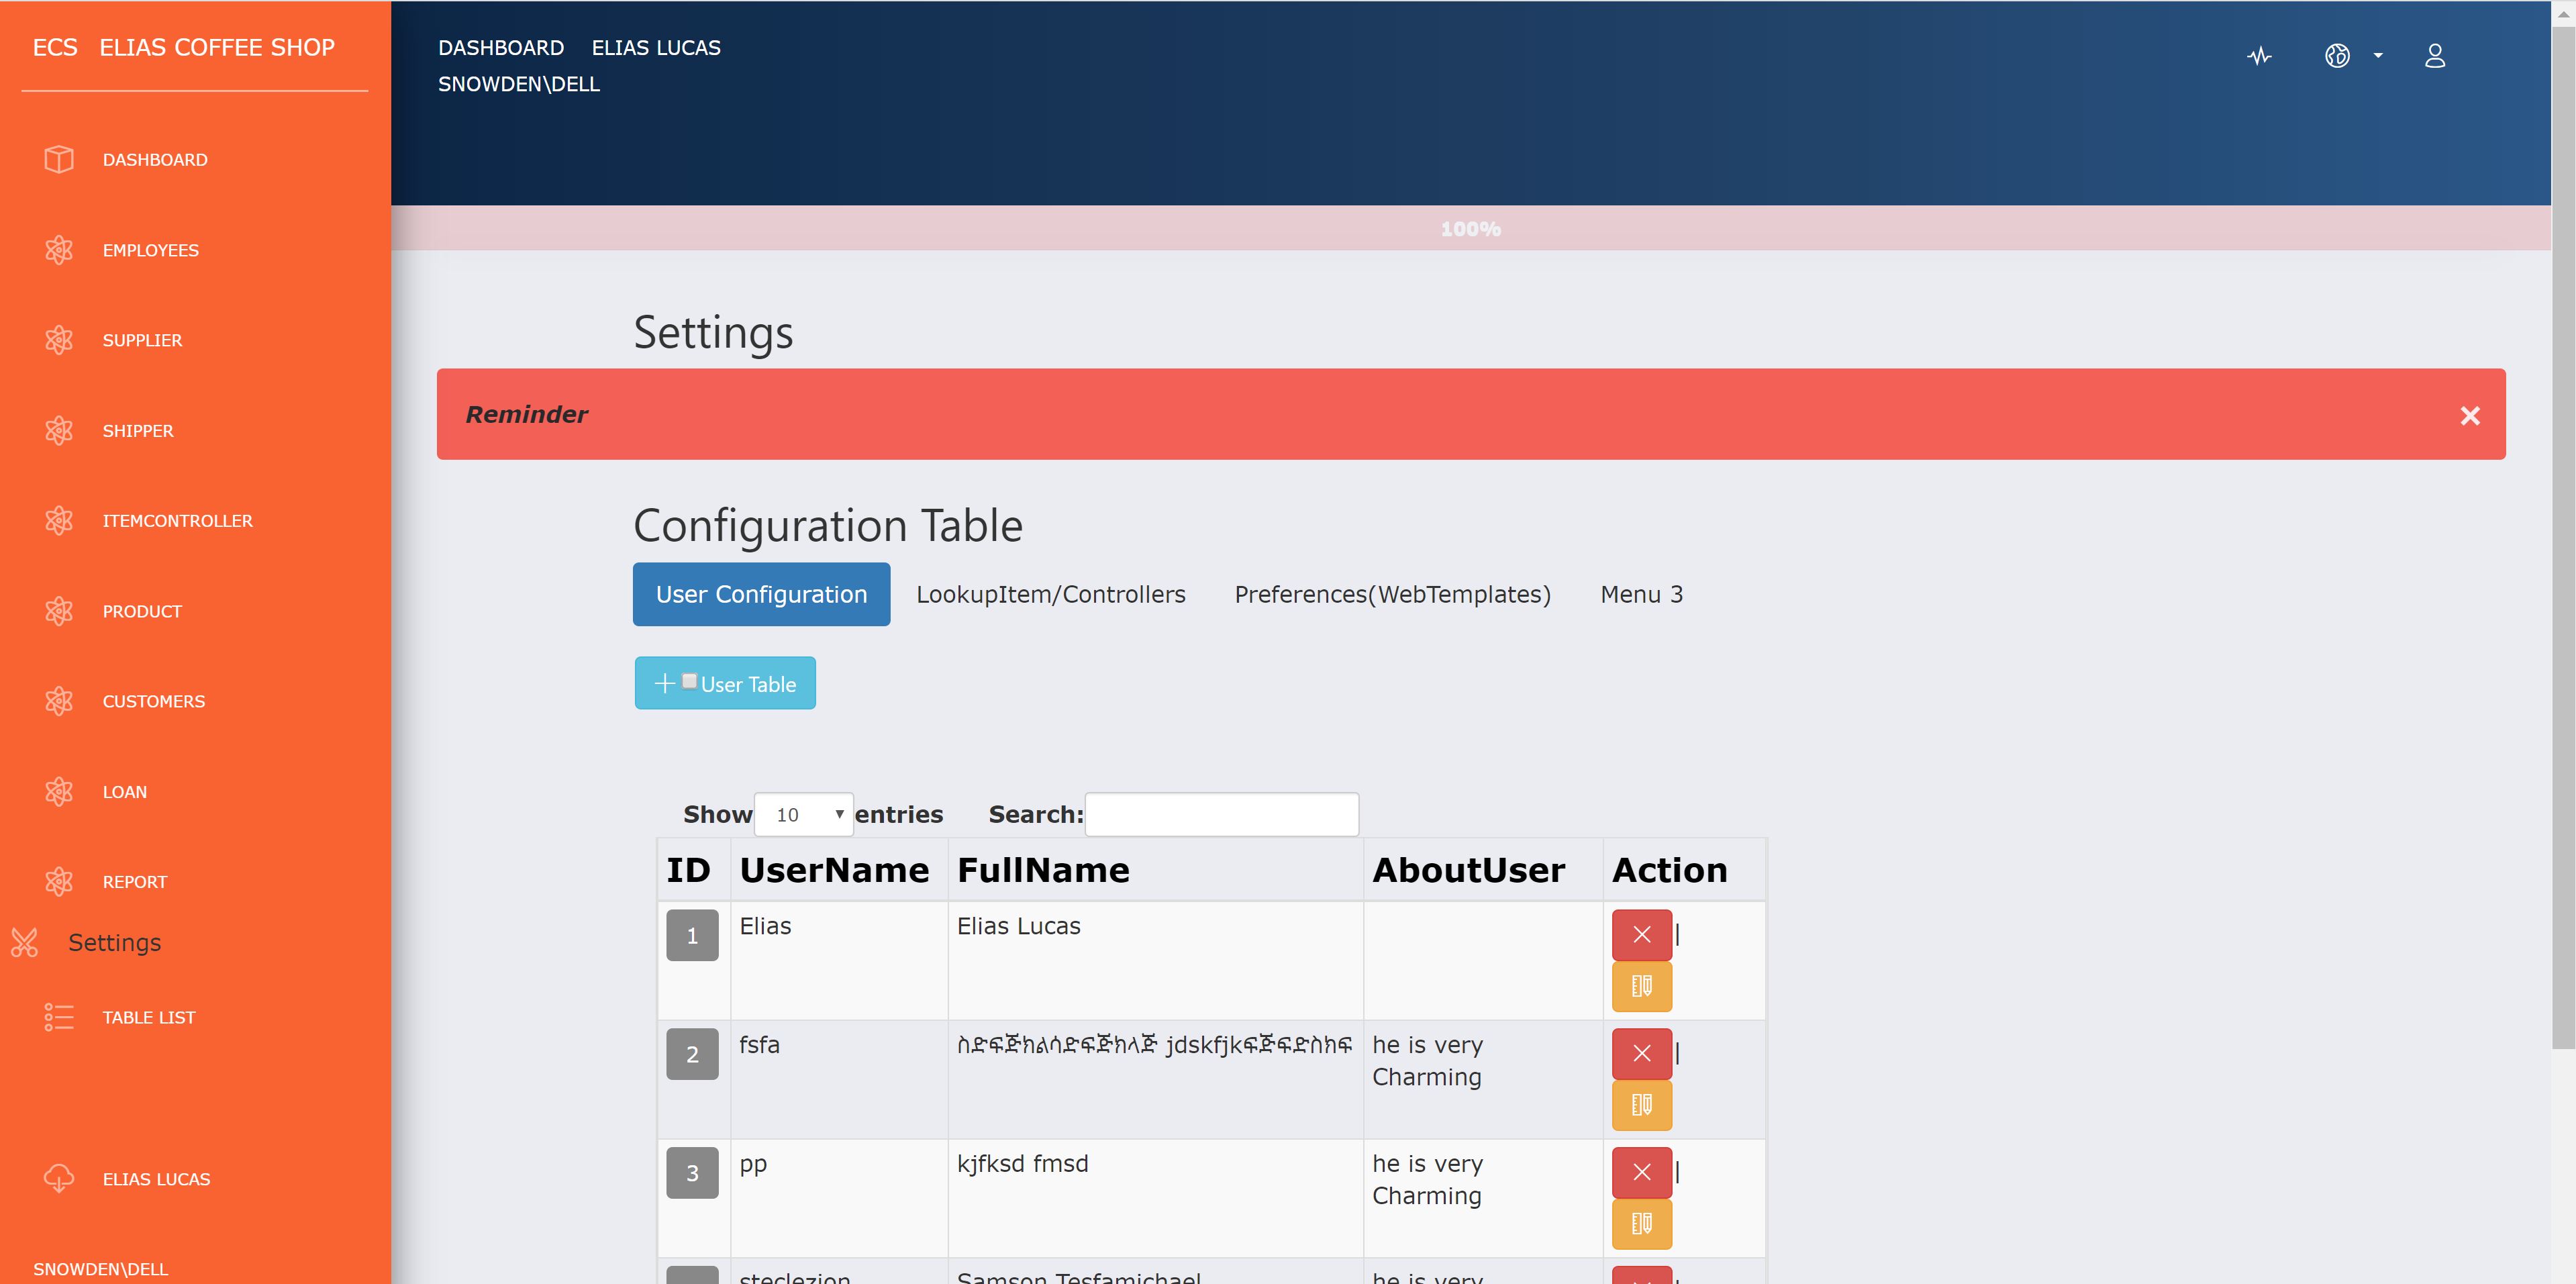 ECS ELIAS COFFEE SHOP
DASHBOARD
EMPLOYEES
SUPPLIER
SHIPPER
ITEMCONTROLLER
PRODUCT
CUSTOMERS
LOAN
REPORT
Settings
TABLE LIST
ELIAS LUCAS
SNOWDEN\DELL
DASHBOARD ELIAS LUCAS
SNOWDEN\DELL
100%
Settings
Reminder
Configuration Table
User Configuration LookupItem/Controllers Preferences(WebTemplates) Menu 3
User Table
Show 10 entries Search:
ID UserName FullName AboutUser Action
1 Elias Elias Lucas |
2 fsfa ስድፍጅክልሳድፍጅክላጅ jdskfjkፍጅፍድስክፍ he is very |
Charming
3 pp kjfksd fmsd he is very |
Charming
steclezion Samson Tesfamichael he is very